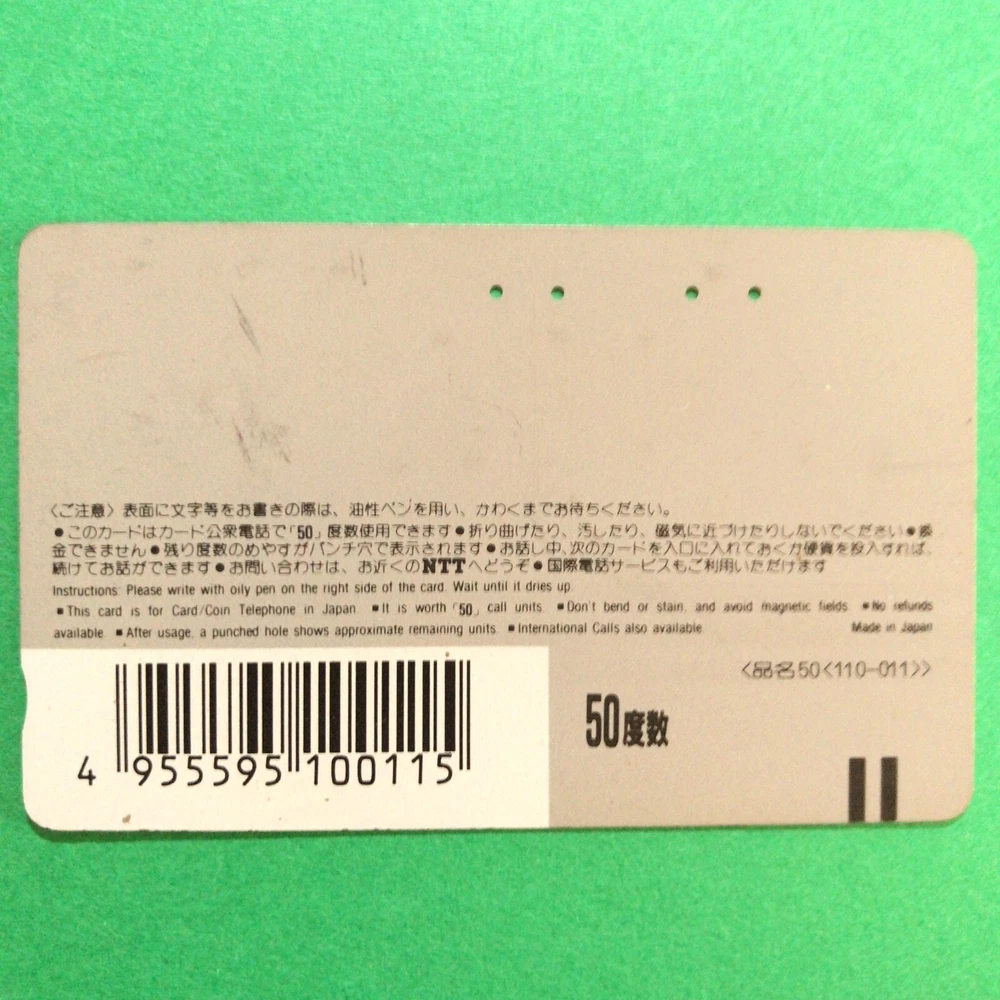 〈ご注意〉表面に文字等をお書きの際は、油性ペンを用い、かわくまでお待ちください。
●このカードはカード公衆電話で「50」度数使用できます●折り曲げたり、汚したり、磁気に近づけたりしないでください●換
金できません●残り度数のめやすがパンチ穴で表示されます●お話し中、次のカードを入口に入れておくか硬貨を投入すれば、
続けてお話ができます●お問い合わせは、お近くのNTTへどうぞ●国際電話サービスもご利用いただけます
Instructions: Please write with oily pen on the right side of the card. Wait until it dries up.
■This card is for Card/Coin Telephone in Japan. ■It is worth「50」call units. ■Don't bend or stain, and avoid magnetic fields. ■No refunds
available. ■After usage, a punched hole shows approximate remaining units. ■International Calls also available. Made in Japan
〈品名50〈110-011〉〉
50度数
4 955595 100115